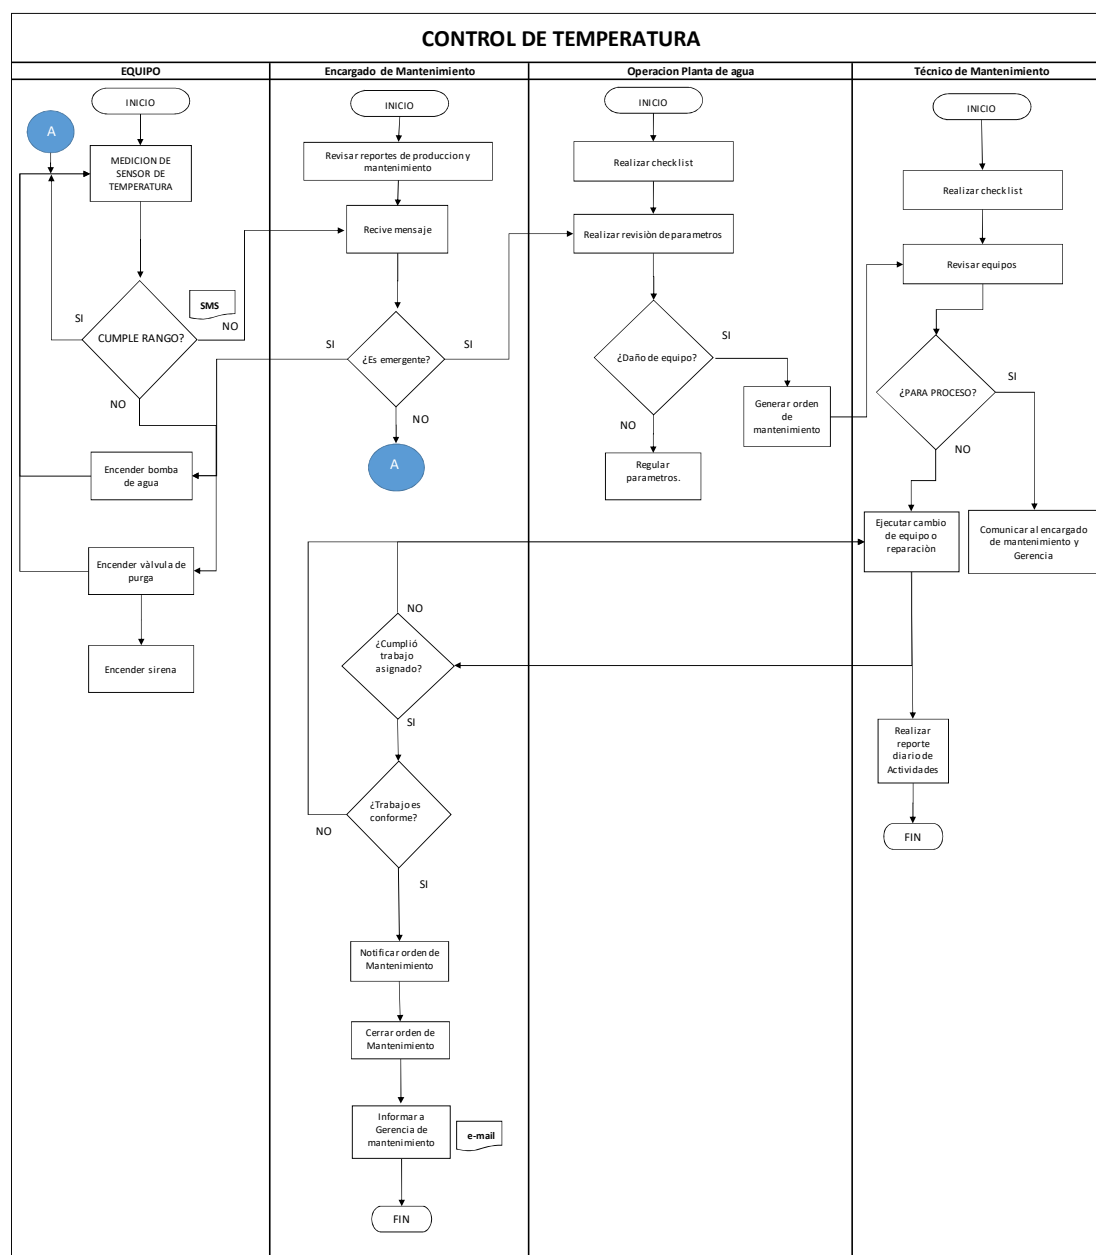 CONTROL DE TEMPERATURA
EQUIPO
Encargado de Mantenimiento
Operacion Planta de agua
Técnico de Mantenimiento
INICIO
A
MEDICION DE
SENSOR DE
TEMPERATURA
SI
CUMPLE RANGO?
SMS
NO
NO
Encender bomba
de agua
Encender vàlvula de
purga
Encender sirena
INICIO
Revisar reportes de produccion y
mantenimiento
Recive mensaje
SI
¿Es emergente?
SI
NO
A
NO
¿Cumplió
trabajo
asignado?
SI
¿Trabajo es
conforme?
NO
SI
Notificar orden de
Mantenimiento
Cerrar orden de
Mantenimiento
Informar a
Gerencia de
mantenimiento
e-mail
FIN
INICIO
Realizar check list
Realizar revisiòn de parametros
¿Daño de equipo?
SI
NO
Generar orden
de
mantenimiento
Regular
parametros.
INICIO
Realizar check list
Revisar equipos
¿PARA PROCESO?
SI
NO
Ejecutar cambio
de equipo o
reparaciòn
Comunicar al encargado
de mantenimiento y
Gerencia
Realizar
reporte
diario de
Actividades
FIN